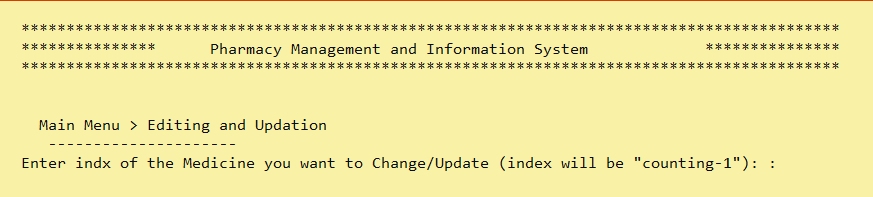 *******************************************************************************************
***************      Pharmacy Management and Information System             ***************
*******************************************************************************************
Main Menu > Editing and Updation
---------------------
Enter indx of the Medicine you want to Change/Update (index will be "counting-1"): :